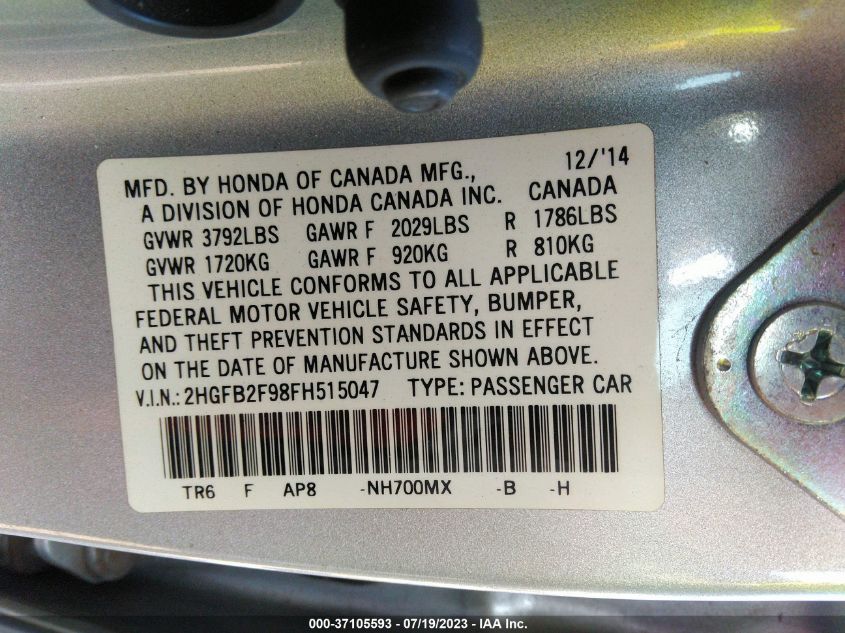 MFD. BY HONDA OF CANADA MFG., 12/'14
A DIVISION OF HONDA CANADA INC. CANADA
GVWR 3792LBS GAWR F 2029LBS R 1786LBS
GVWR 1720KG GAWR F 920KG R 810KG
THIS VEHICLE CONFORMS TO ALL APPLICABLE
FEDERAL MOTOR VEHICLE SAFETY, BUMPER,
AND THEFT PREVENTION STANDARDS IN EFFECT
ON THE DATE OF MANUFACTURE SHOWN ABOVE.
V.I.N.: 2HGFB2F98FH515047 TYPE: PASSENGER CAR
TR6 F AP8 -NH700MX -B -H
000-37105593 - 07/19/2023 - IAA Inc.